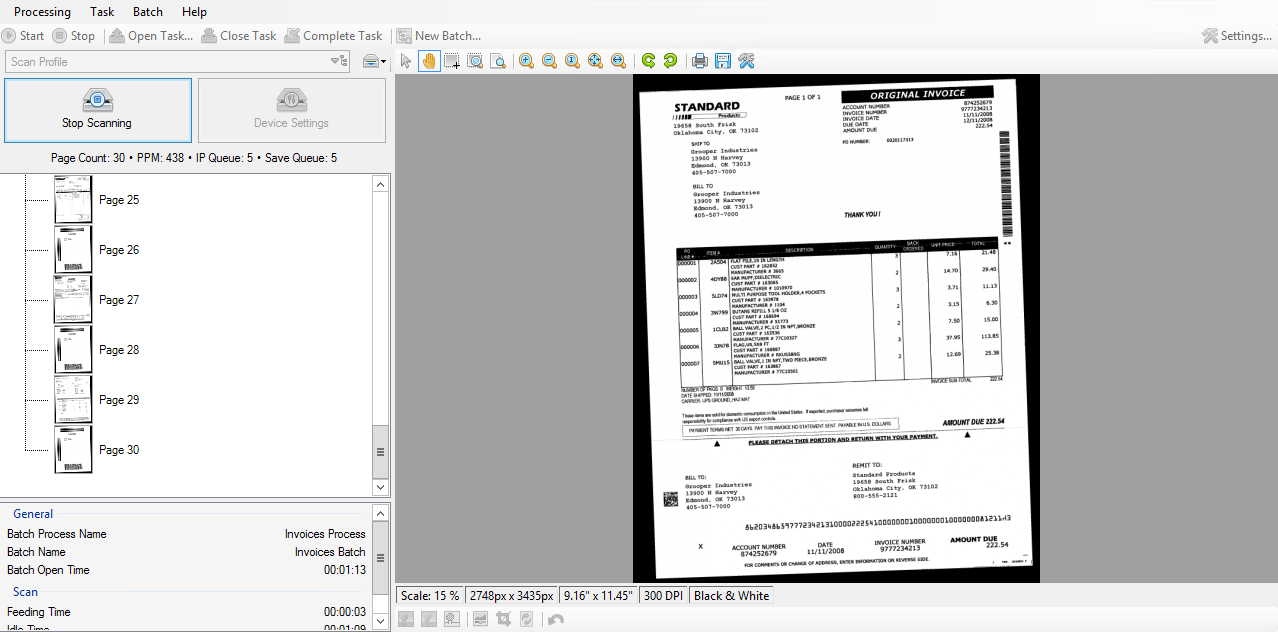 Processing Task Batch Help
Start Stop Open Task... Close Task Complete Task New Batch... Settings...
Scan Profile
Stop Scanning
Device Settings
Page Count: 30 • PPM: 438 • IP Queue: 5 • Save Queue: 5
Page 25
Page 26
Page 27
Page 28
Page 29
Page 30
General
Batch Process Name Invoices Process
Batch Name Invoices Batch
Batch Open Time 00:01:13
Scan
Feeding Time 00:00:03
Idle Time 00:01:09
PAGE 1 OF 1
ORIGINAL INVOICE
STANDARD
Products
19658 South Frisk
Oklahoma City, OK 73102
ACCOUNT NUMBER 874252679
INVOICE NUMBER 9777234213
INVOICE DATE 11/11/2008
DUE DATE 12/11/2008
AMOUNT DUE 222.54
PO NUMBER: 0020117313
SHIP TO
Grooper Industries
13900 N Harvey
Edmond, OK 73013
405-507-7000
BILL TO
Grooper Industries
13900 N Harvey
Edmond, OK 73013
405-507-7000
THANK YOU !
PO LINE# ITEM # DESCRIPTION QUANTITY BACK ORDERED UNIT PRICE TOTAL
000001 2A504 FLAT FILE,10 IN LENGTH 3 7.16 21.48
CUST PART # 162852
MANUFACTURER # 3665
000002 4DY88 EAR MUFF,DIELECTRIC 2 14.70 29.40
CUST PART # 163065
MANUFACTURER # 1010970
000003 5LD74 MULTI PURPOSE TOOL HOLDER,4 POCKETS 3 3.71 11.13
CUST PART # 163978
MANUFACTURER # 1104
000004 3W799 BUTANE REFILL 5 1/8 OZ 2 3.15 6.30
CUST PART # 168694
MANUFACTURER # 51773
000005 1CLB2 BALL VALVE,2 PC,1/2 IN NPT,BRONZE 2 7.50 15.00
CUST PART # 163536
MANUFACTURER # 77C10327
000006 3JN78 FLAG,US,5X8 FT 3 37.95 113.85
CUST PART # 168887
MANUFACTURER # RKUS58NG
000007 5MU15 BALL VALVE,1 IN NPT,TWO PIECE,BRONZE 2 12.69 25.38
CUST PART # 163867
MANUFACTURER # 77C10501
INVOICE SUB TOTAL 222.54
NUMBER OF PKGS: 0 WEIGHT: 13.55
DATE SHIPPED: 11/11/2008
CARRIER: UPS GROUND_HAJ-MAT
These items are sold for domestic consumption in the United States. If exported, purchaser assumes full
responsibility for compliance with US export controls.
PAYMENT TERMS NET 30 DAYS. PAY THIS INVOICE NO STATEMENT SENT. PAYABLE IN U.S. DOLLARS.
AMOUNT DUE 222.54
PLEASE DETACH THIS PORTION AND RETURN WITH YOUR PAYMENT.
BILL TO:
Grooper Industries
13900 N Harvey
Edmond, OK 73013
405-507-7000
REMIT TO:
Standard Products
19658 South Frisk
Oklahoma City, OK 73102
800-555-2121
X
ACCOUNT NUMBER
874252679
DATE
11/11/2008
INVOICE NUMBER
9777234213
AMOUNT DUE
222.54
FOR COMMENTS OR CHANGE OF ADDRESS, ENTER INFORMATION ON REVERSE SIDE.
Scale: 15 % 2748px x 3435px 9.16" x 11.45" 300 DPI Black & White